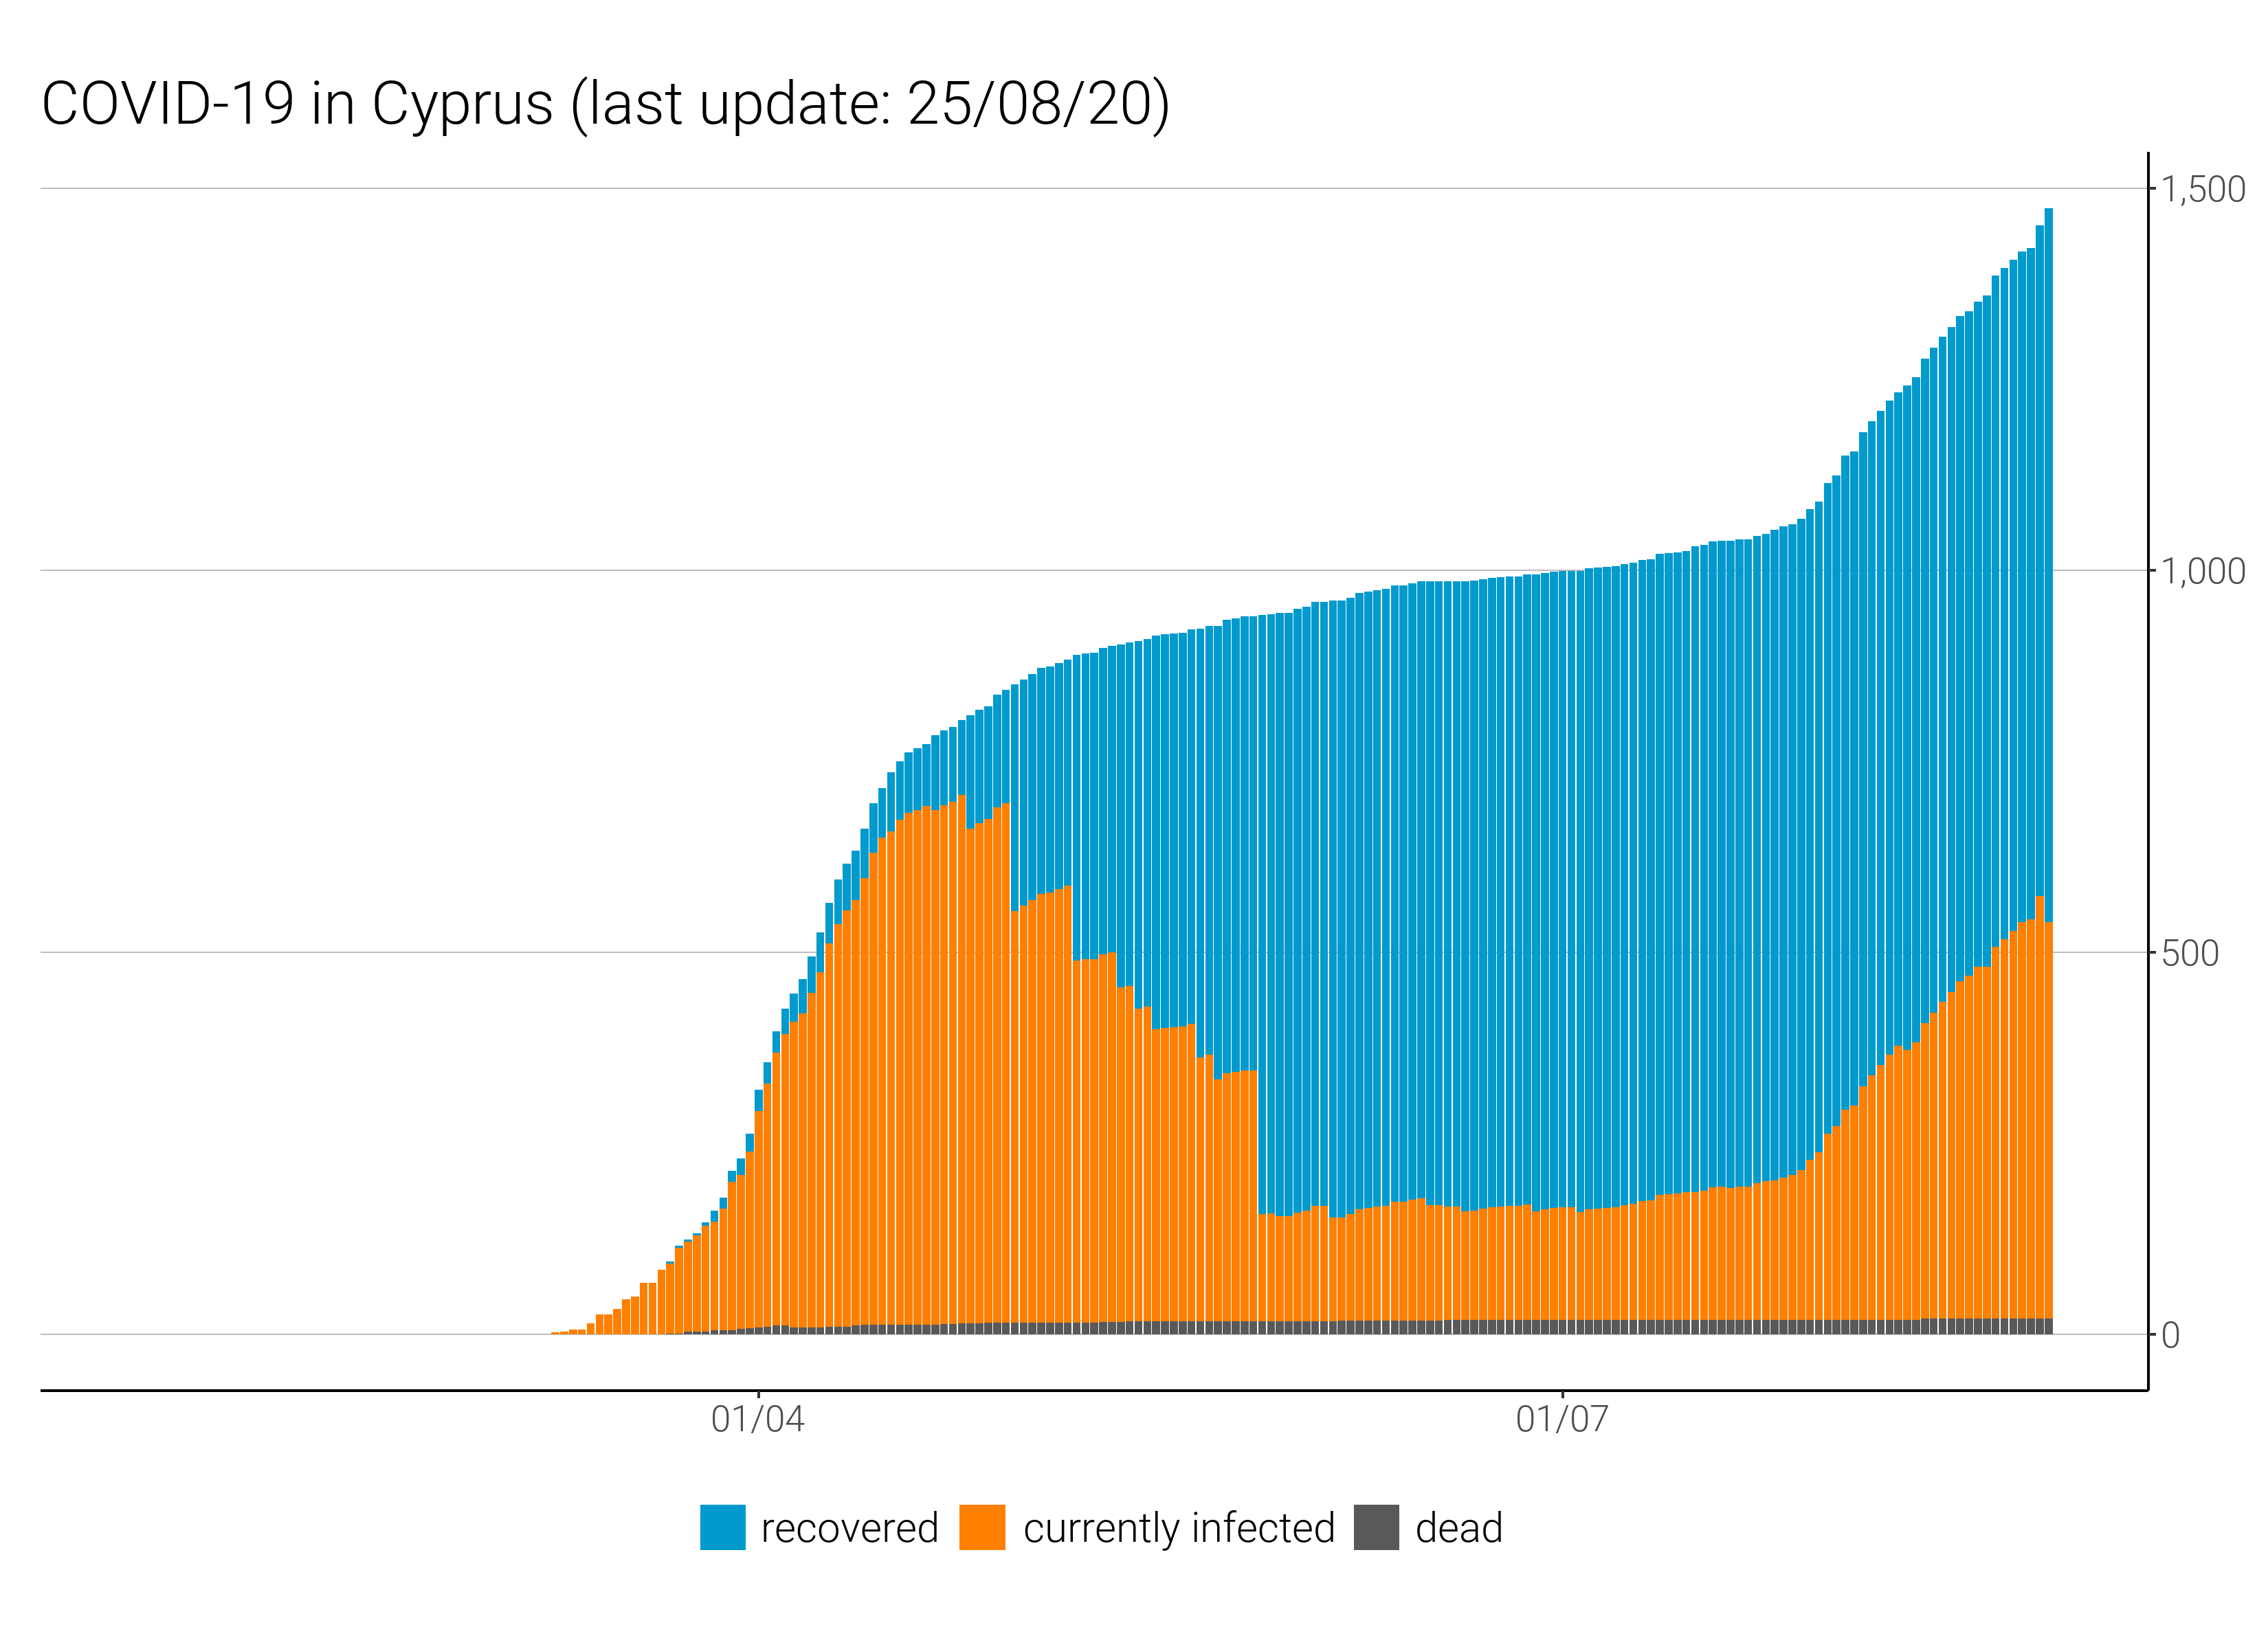 COVID-19 in Cyprus (last update: 25/08/20)
1,500
1,000
500
0
01/04 01/07
recovered currently infected dead